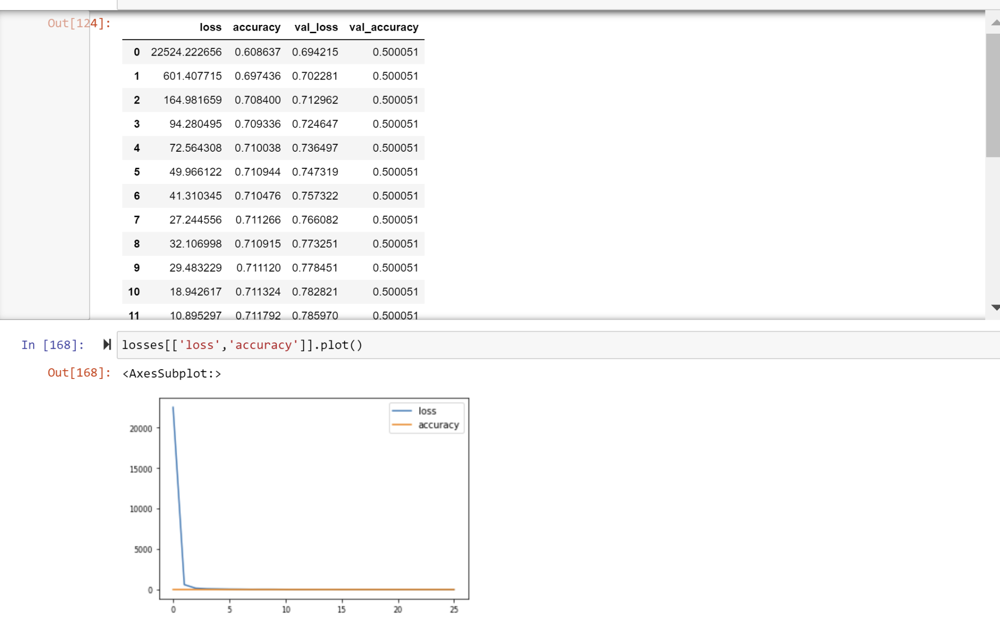 Out[124]:
loss accuracy val_loss val_accuracy
0 22524.222656 0.608637 0.694215 0.500051
1 601.407715 0.697436 0.702281 0.500051
2 164.981659 0.708400 0.712962 0.500051
3 94.280495 0.709336 0.724647 0.500051
4 72.564308 0.710038 0.736497 0.500051
5 49.966122 0.710944 0.747319 0.500051
6 41.310345 0.710476 0.757322 0.500051
7 27.244556 0.711266 0.766082 0.500051
8 32.106998 0.710915 0.773251 0.500051
9 29.483229 0.711120 0.778451 0.500051
10 18.942617 0.711324 0.782821 0.500051
11 10.895297 0.711792 0.785970 0.500051
In [168]: losses[['loss','accuracy']].plot()
Out[168]: <AxesSubplot:>
loss
accuracy
20000
15000
10000
5000
0
0 5 10 15 20 25